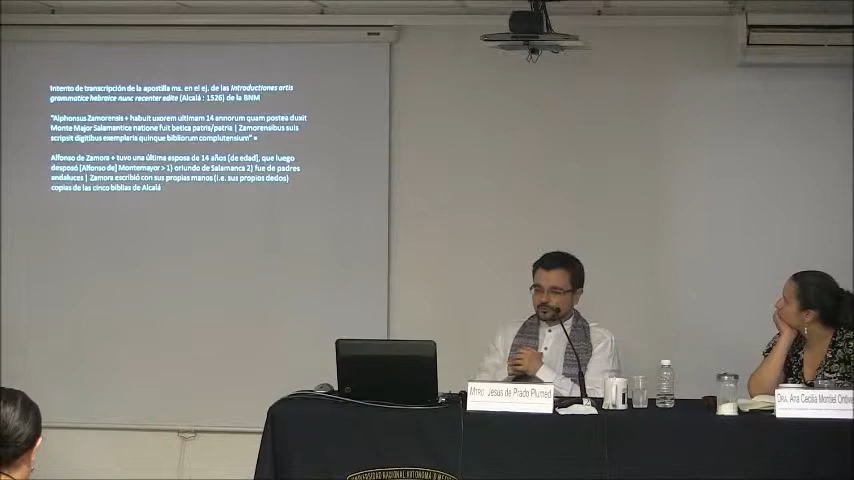 Intento de transcripción de la apostilla ms. en el ej. de las Introductiones artis
grammatice hebraice nunc recenter edite (Alcalá : 1526) de la BNM
"Alphonsus Zamorensis + habuit uxorem ultimam 14 annorum quam postea duxit
Monte Major Salamantice natione fuit betica patris/patria | Zamorensibus suis
scripsit digitibus exemplaria quinque bibliorum complutensium"
Alfonso de Zamora + tuvo una última esposa de 14 años [de edad], que luego
desposó [Alfonso de] Montemayor > 1) oriundo de Salamanca 2) fue de padres
andaluces | Zamora escribió con sus propias manos (i.e. sus propios dedos)
copias de las cinco biblias de Alcalá
MTRO. Jesús de Prado Plumed
DRA. Ana Cecilia Montiel Ontive
UNIVERSIDAD NACIONAL AUTONOMA D MEX